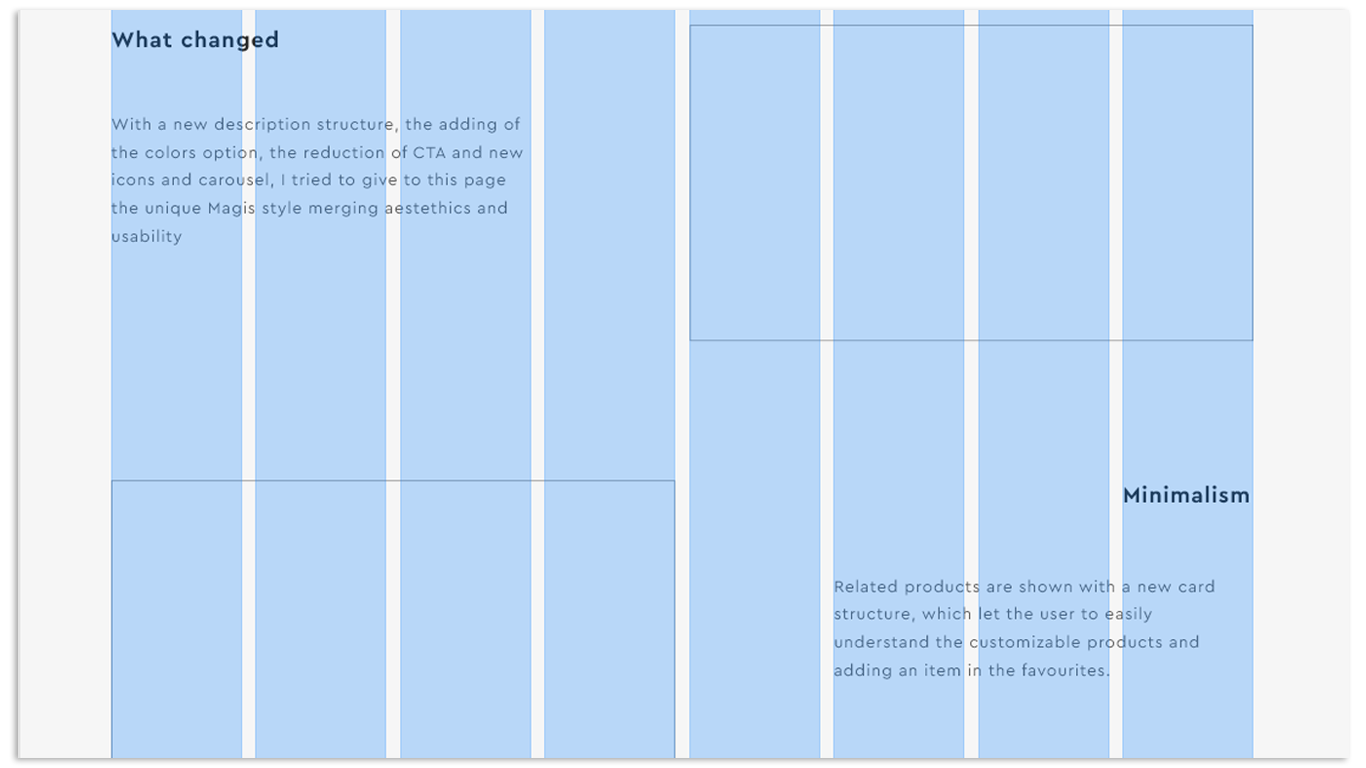 What changed
With a new description structure, the adding of
the colors option, the reduction of CTA and new
icons and carousel, I tried to give to this page
the unique Magis style merging aestethics and
usability
Minimalism
Related products are shown with a new card
structure, which let the user to easily
understand the customizable products and
adding an item in the favourites.